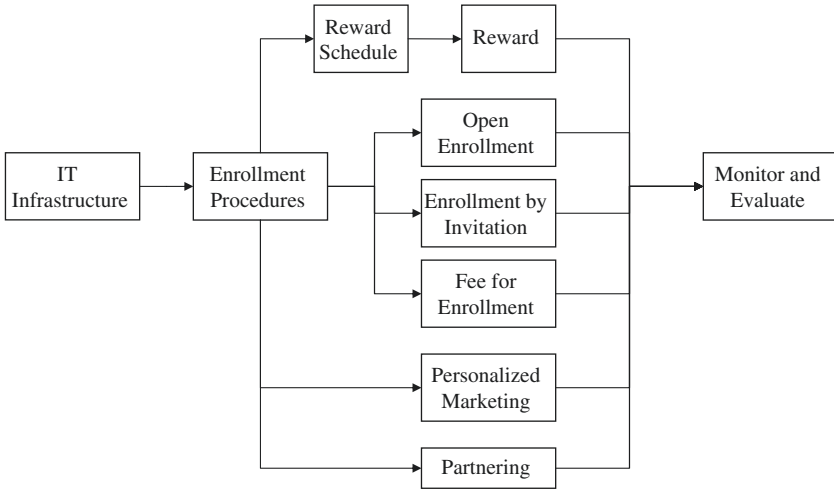 Reward
Schedule
Reward
Open
Enrollment
IT
Infrastructure
Enrollment
Procedures
Enrollment by
Invitation
Monitor and
Evaluate
Fee for
Enrollment
Personalized
Marketing
Partnering